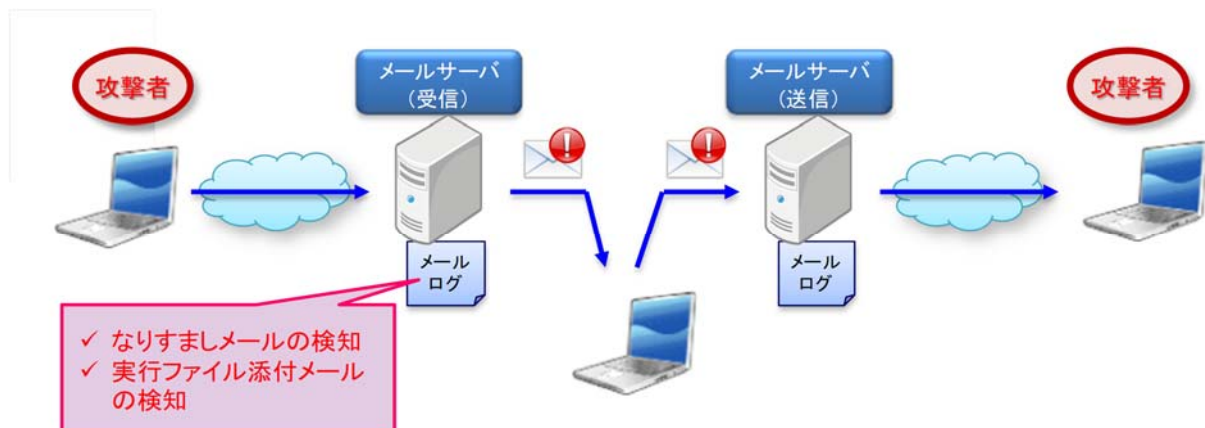 攻撃者
メールサーバ
(受信)
メールサーバ
(送信)
攻撃者
メール
ログ
メール
ログ
✓ なりすましメールの検知
✓ 実行ファイル添付メール
の検知